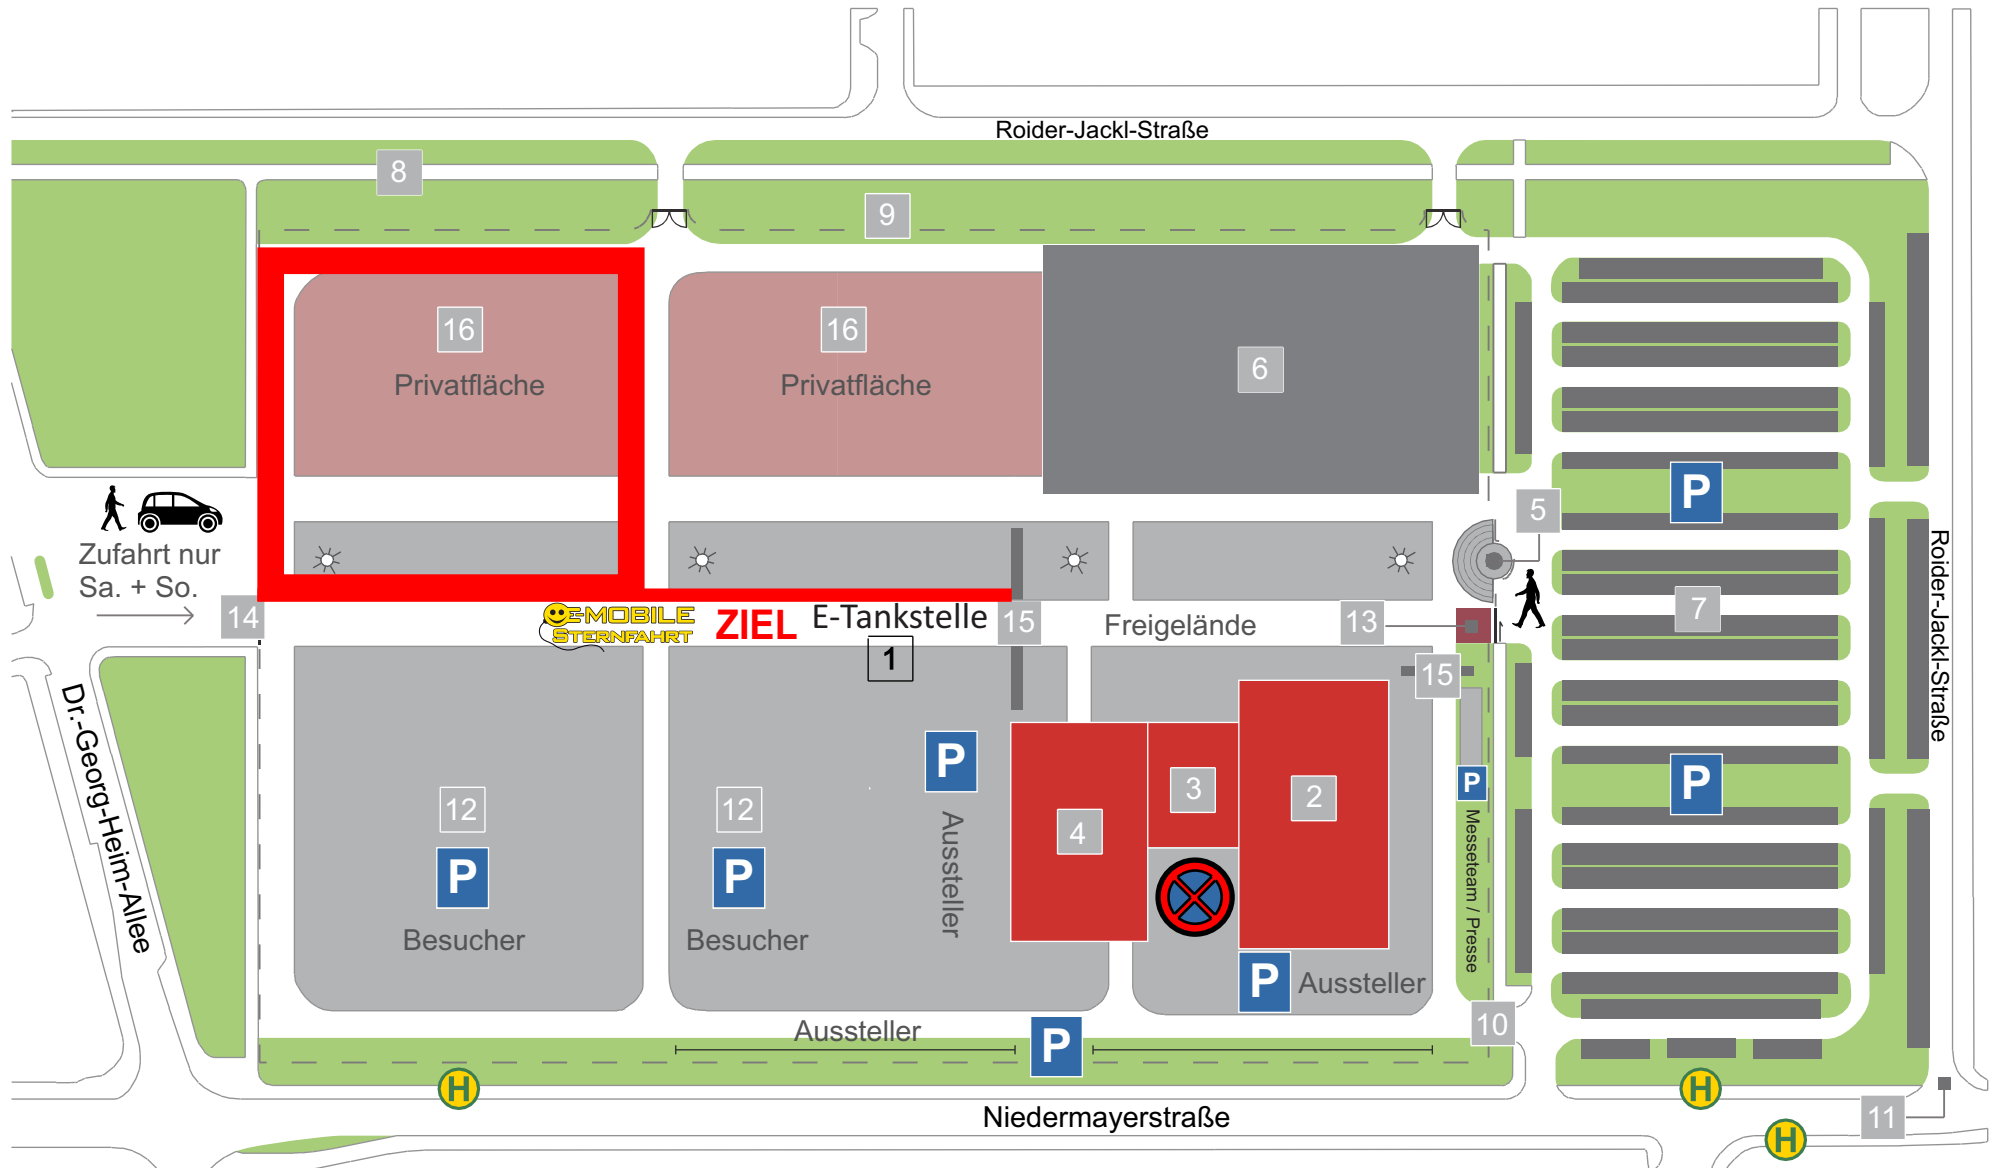 Roider-Jackl-Straße
8
9
16
Privatfläche
16
Privatfläche
6
P
5
Zufahrt nur
Sa. + So.
14
E-MOBILE
STERNFAHRT
ZIEL
E-Tankstelle
15
Freigelände
13
7
Roider-Jackl-Straße
1
15
Dr.-Georg-Heim-Allee
P
Aussteller
12
P
Besucher
12
P
Besucher
4
3
2
P
Messeteam / Presse
P
P
Aussteller
10
Aussteller
P
H
H
Niedermayerstraße
11
H